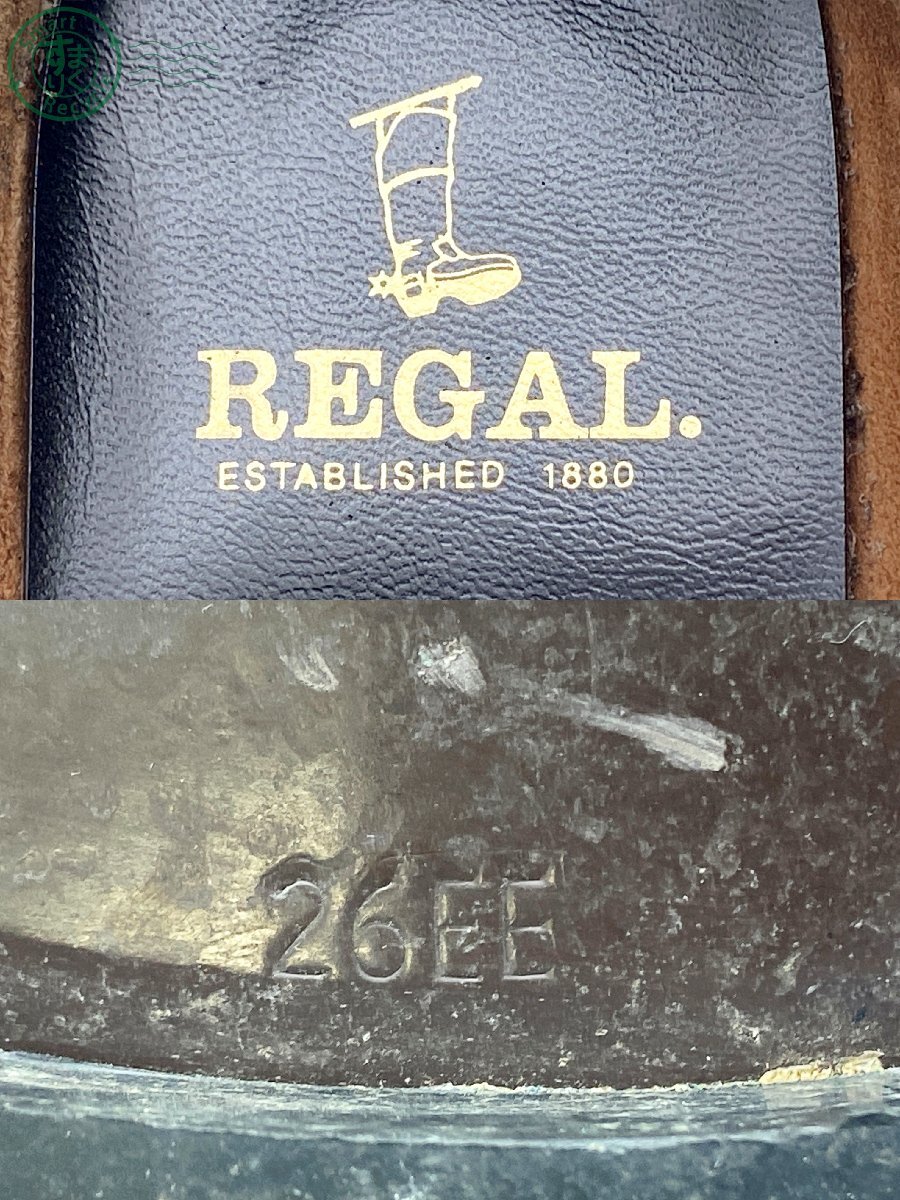 REGAL.
ESTABLISHED 1880
26EE